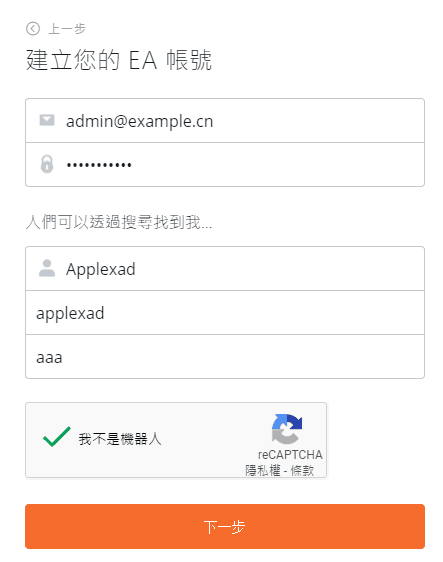 上一步
建立您的 EA 帳號
admin@example.cn
•••••••••••
人們可以透過搜尋找到我...
Applexad
applexad
aaa
我不是機器人
reCAPTCHA
隱私權 - 條款
下一步